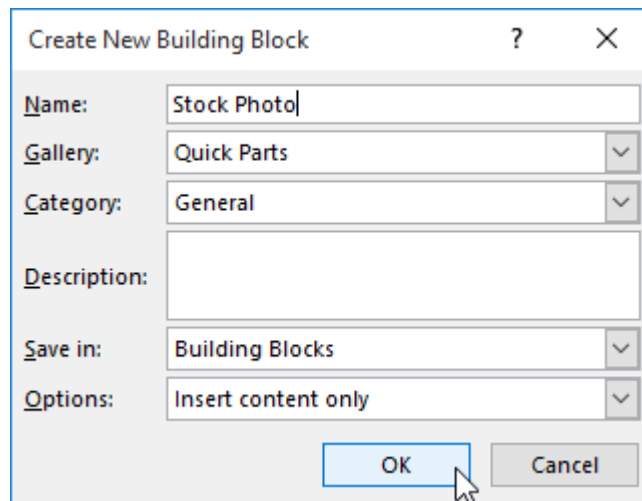 Create New Building Block ?
Name: Stock Photo
Gallery: Quick Parts
Category: General
Description:
Save in: Building Blocks
Options: Insert content only
OK Cancel